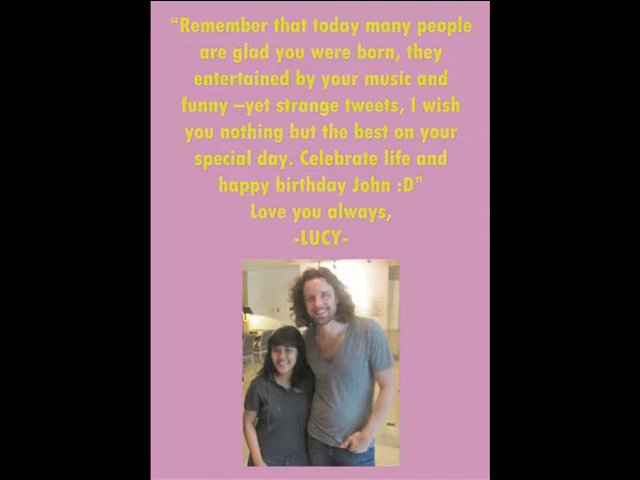 “Remember that today many people
are glad you were born, they
entertained by your music and
funny –yet strange tweets, I wish
you nothing but the best on your
special day. Celebrate life and
happy birthday John :D”
Love you always,
-LUCY-